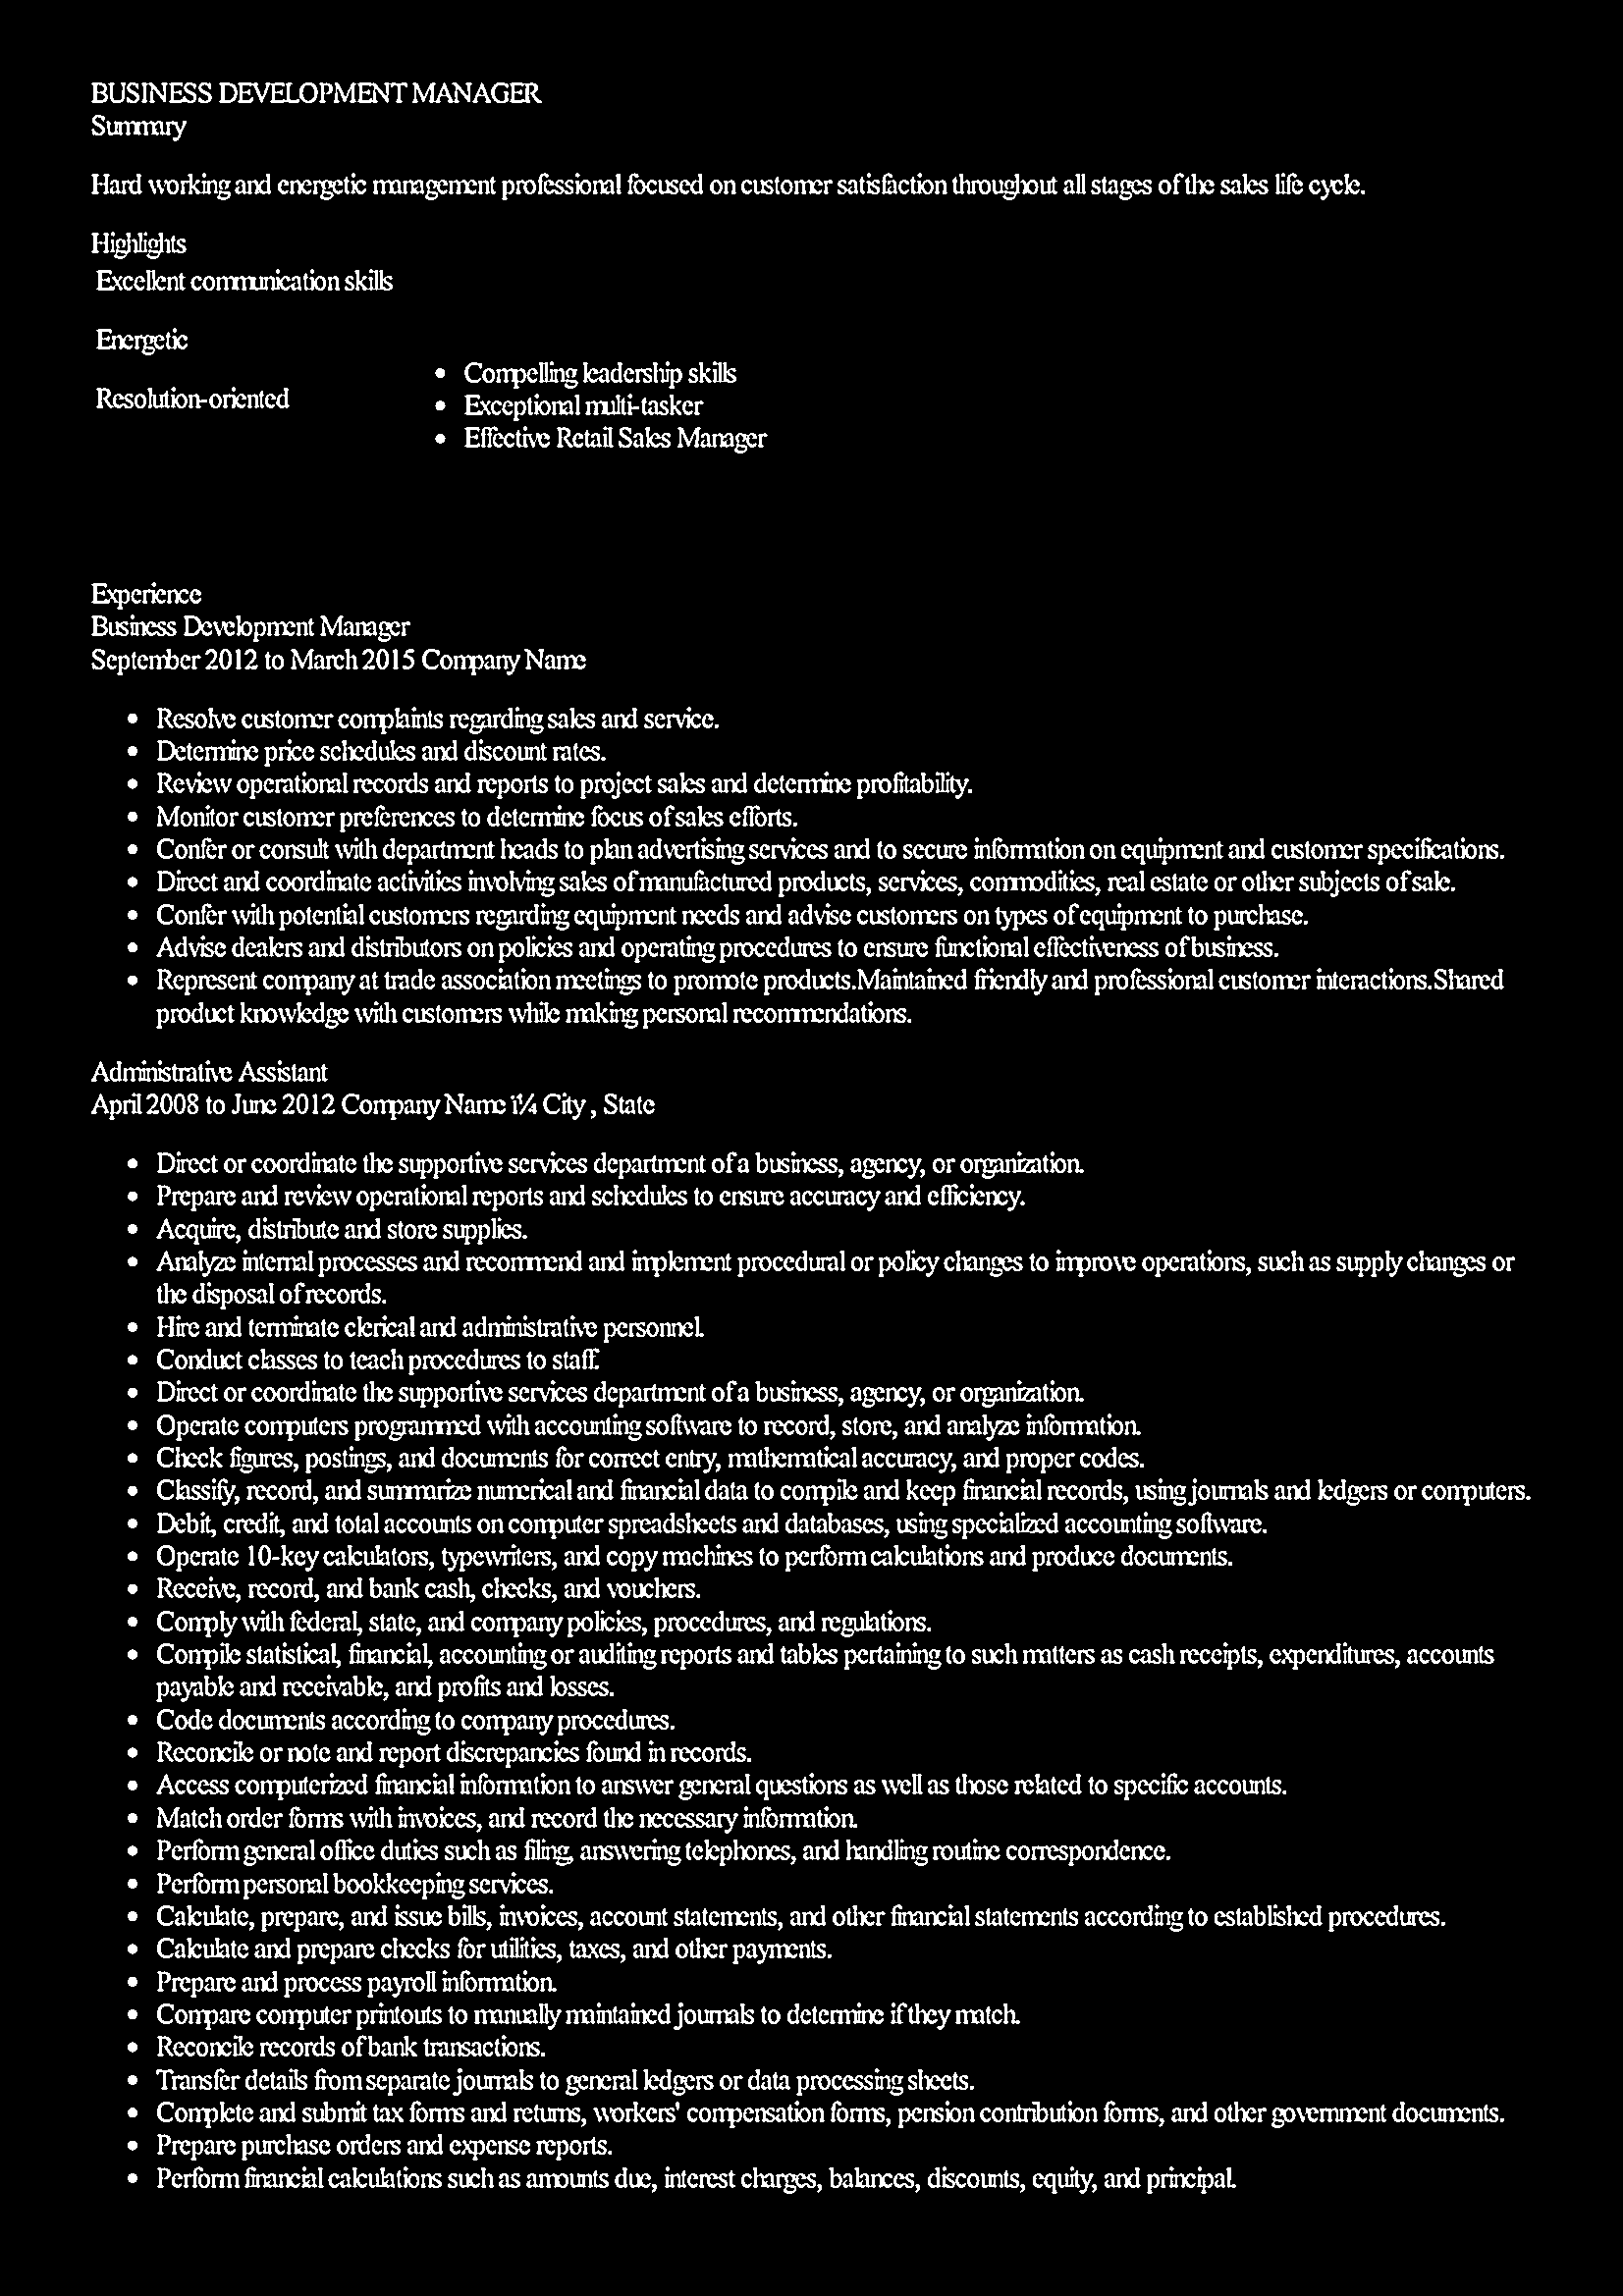 BUSINESS DEVELOPMENT MANAGER
Summary
Hard working and energetic management professional focused on customer satisfaction throughout all stages of the sales life cycle.
Highlights
Excellent communication skills
Energetic
Resolution-oriented
• Compelling leadership skills
• Exceptional multi-tasker
• Effective Retail Sales Manager
Experience
Business Development Manager
September 2012 to March 2015 Company Name
• Resolve customer complaints regarding sales and service.
• Determine price schedules and discount rates.
• Review operational records and reports to project sales and determine profitability.
• Monitor customer preferences to determine focus of sales efforts.
• Confer or consult with department heads to plan advertising services and to secure information on equipment and customer specifications.
• Direct and coordinate activities involving sales of manufactured products, services, commodities, real estate or other subjects of sale.
• Confer with potential customers regarding equipment needs and advise customers on types of equipment to purchase.
• Advise dealers and distributors on policies and operating procedures to ensure functional effectiveness of business.
• Represent company at trade association meetings to promote products.Maintained friendly and professional customer interactions.Shared
product knowledge with customers while making personal recommendations.
Administrative Assistant
April 2008 to June 2012 Company Name ï¼ City , State
• Direct or coordinate the supportive services department of a business, agency, or organization.
• Prepare and review operational reports and schedules to ensure accuracy and efficiency.
• Acquire, distribute and store supplies.
• Analyze internal processes and recommend and implement procedural or policy changes to improve operations, such as supply changes or
the disposal of records.
• Hire and terminate clerical and administrative personnel.
• Conduct classes to teach procedures to staff.
• Direct or coordinate the supportive services department of a business, agency, or organization.
• Operate computers programmed with accounting software to record, store, and analyze information.
• Check figures, postings, and documents for correct entry, mathematical accuracy, and proper codes.
• Classify, record, and summarize numerical and financial data to compile and keep financial records, using journals and ledgers or computers.
• Debit, credit, and total accounts on computer spreadsheets and databases, using specialized accounting software.
• Operate 10-key calculators, typewriters, and copy machines to perform calculations and produce documents.
• Receive, record, and bank cash, checks, and vouchers.
• Comply with federal, state, and company policies, procedures, and regulations.
• Compile statistical, financial, accounting or auditing reports and tables pertaining to such matters as cash receipts, expenditures, accounts
payable and receivable, and profits and losses.
• Code documents according to company procedures.
• Reconcile or note and report discrepancies found in records.
• Access computerized financial information to answer general questions as well as those related to specific accounts.
• Match order forms with invoices, and record the necessary information.
• Perform general office duties such as filing, answering telephones, and handling routine correspondence.
• Perform personal bookkeeping services.
• Calculate, prepare, and issue bills, invoices, account statements, and other financial statements according to established procedures.
• Calculate and prepare checks for utilities, taxes, and other payments.
• Prepare and process payroll information.
• Compare computer printouts to manually maintained journals to determine if they match.
• Reconcile records of bank transactions.
• Transfer details from separate journals to general ledgers or data processing sheets.
• Complete and submit tax forms and returns, workers' compensation forms, pension contribution forms, and other government documents.
• Prepare purchase orders and expense reports.
• Perform financial calculations such as amounts due, interest charges, balances, discounts, equity, and principal.